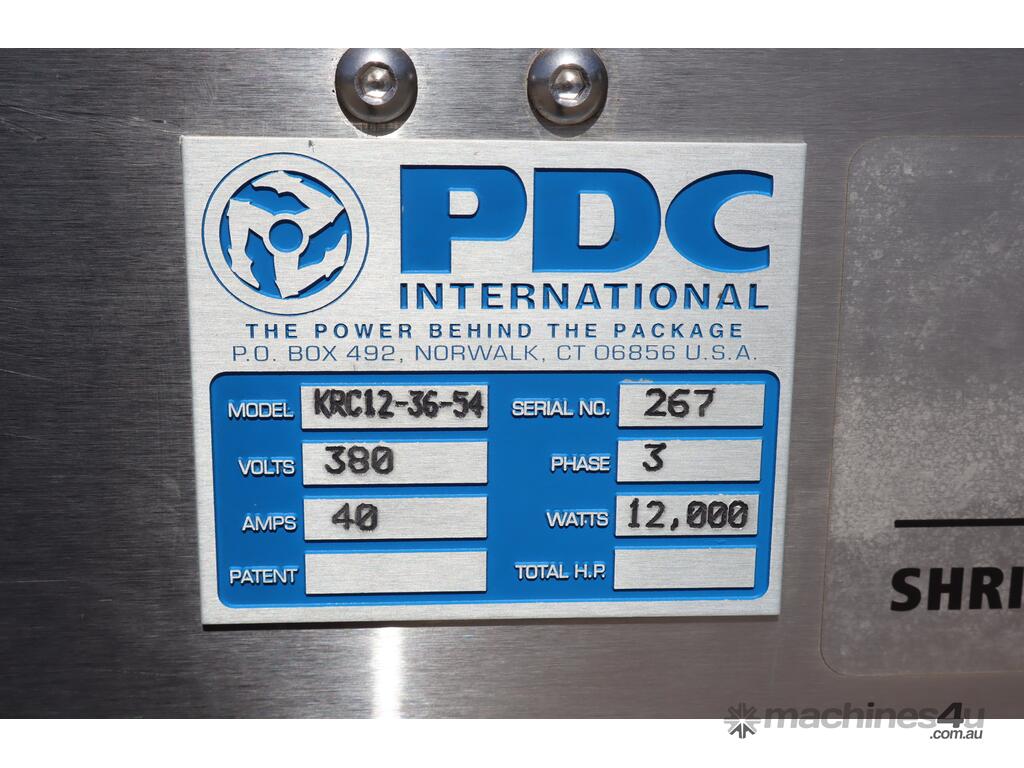 PDC
INTERNATIONAL
THE POWER BEHIND THE PACKAGE
P.O. BOX 492, NORWALK, CT 06856 U.S.A.
MODEL KRC12-36-54 SERIAL NO. 267
VOLTS 380 PHASE 3
AMPS 40 WATTS 12,000
PATENT TOTAL H.P.
SHRI
machines4u
.com.au